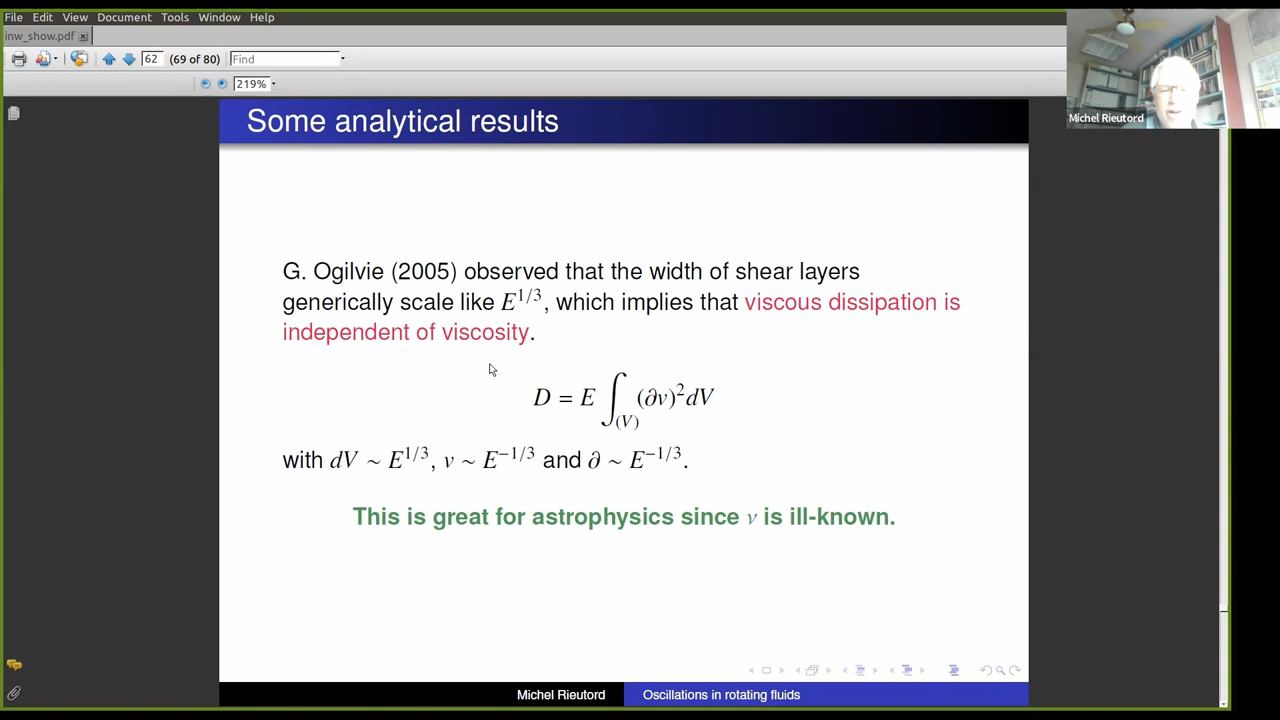 File Edit View Document Tools Window Help
inw_show.pdf
62 (69 of 80) Find
219%
Michel Rieutord
Some analytical results
G. Ogilvie (2005) observed that the width of shear layers
generically scale like E^{1/3}, which implies that viscous dissipation is
independent of viscosity.
D = E ∫_{(V)} (∂v)^2 dV
with dV ∼ E^{1/3}, v ∼ E^{−1/3} and ∂ ∼ E^{−1/3}.
This is great for astrophysics since ν is ill-known.
Michel Rieutord Oscillations in rotating fluids